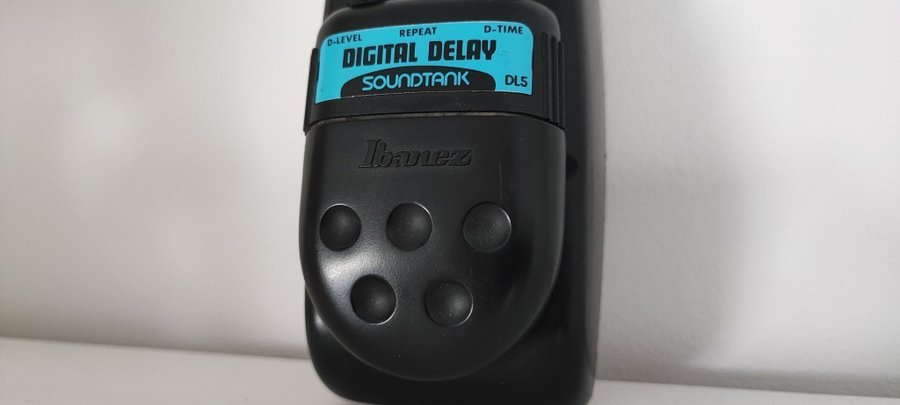 D-LEVEL REPEAT D-TIME
DIGITAL DELAY
SOUNDTANK DL5
Ibanez